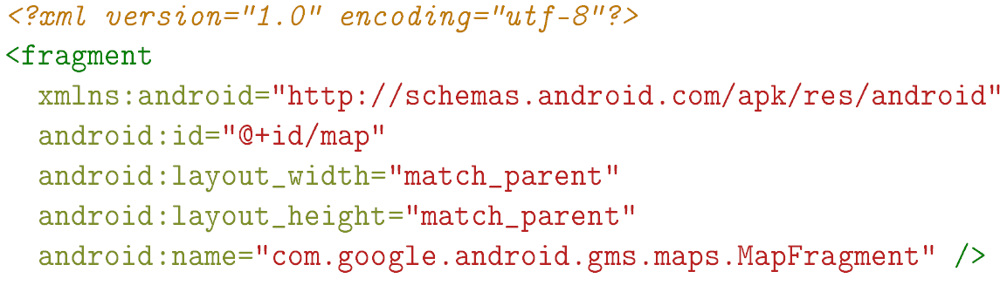 <?xml version="1.0" encoding="utf-8"?>
<fragment
  xmlns:android="http://schemas.android.com/apk/res/android"
  android:id="@+id/map"
  android:layout_width="match_parent"
  android:layout_height="match_parent"
  android:name="com.google.android.gms.maps.MapFragment" />